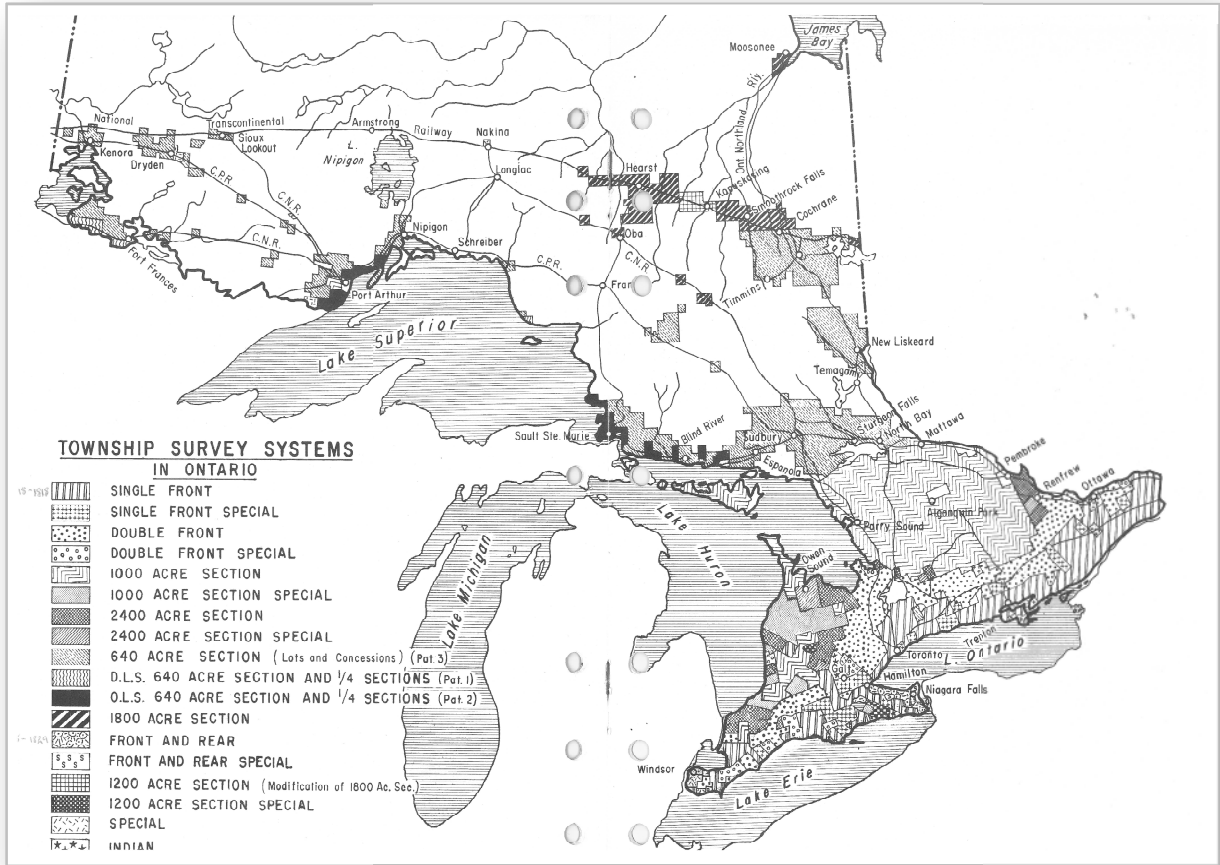 James
Bay
Moosonee
Riv.
Ont Northland
National
Transcontinental
Armstrong
Railway
Nakina
Sioux
Lookout
L.
Nipigon
Kenora
Dryden
C.P.R.
C.N.R.
Longlac
Hearst
Kapuskasing
Smoothrock Falls
Cochrane
Nipigon
Schreiber
Oba
C.N.R.
C.N.R.
C.P.R.
Fran
Timmins
Fort Frances
Port Arthur
Lake Superior
New Liskeard
Temagami
Sturgeon Falls
North Bay
Mattawa
Sault Ste. Marie
Blind River
Sudbury
Espanola
Pembroke
Renfrew
Ottawa
Algonquin Park
Parry Sound
Lake Huron
Owen
Sound
Lake Michigan
Trenton
Toronto
L. Ontario
Galt
Hamilton
Niagara Falls
Windsor
Lake Erie
TOWNSHIP SURVEY SYSTEMS
IN ONTARIO
SINGLE FRONT
SINGLE FRONT SPECIAL
DOUBLE FRONT
DOUBLE FRONT SPECIAL
1000 ACRE SECTION
1000 ACRE SECTION SPECIAL
2400 ACRE SECTION
2400 ACRE SECTION SPECIAL
640 ACRE SECTION (Lots and Concessions) (Pat. 3)
D.L.S. 640 ACRE SECTION AND 1/4 SECTIONS (Pat. 1)
O.L.S. 640 ACRE SECTION AND 1/4 SECTIONS (Pat. 2)
1800 ACRE SECTION
FRONT AND REAR
S S S S
FRONT AND REAR SPECIAL
1200 ACRE SECTION (Modification of 1800 Ac. Sec.)
1200 ACRE SECTION SPECIAL
SPECIAL
INDIAN